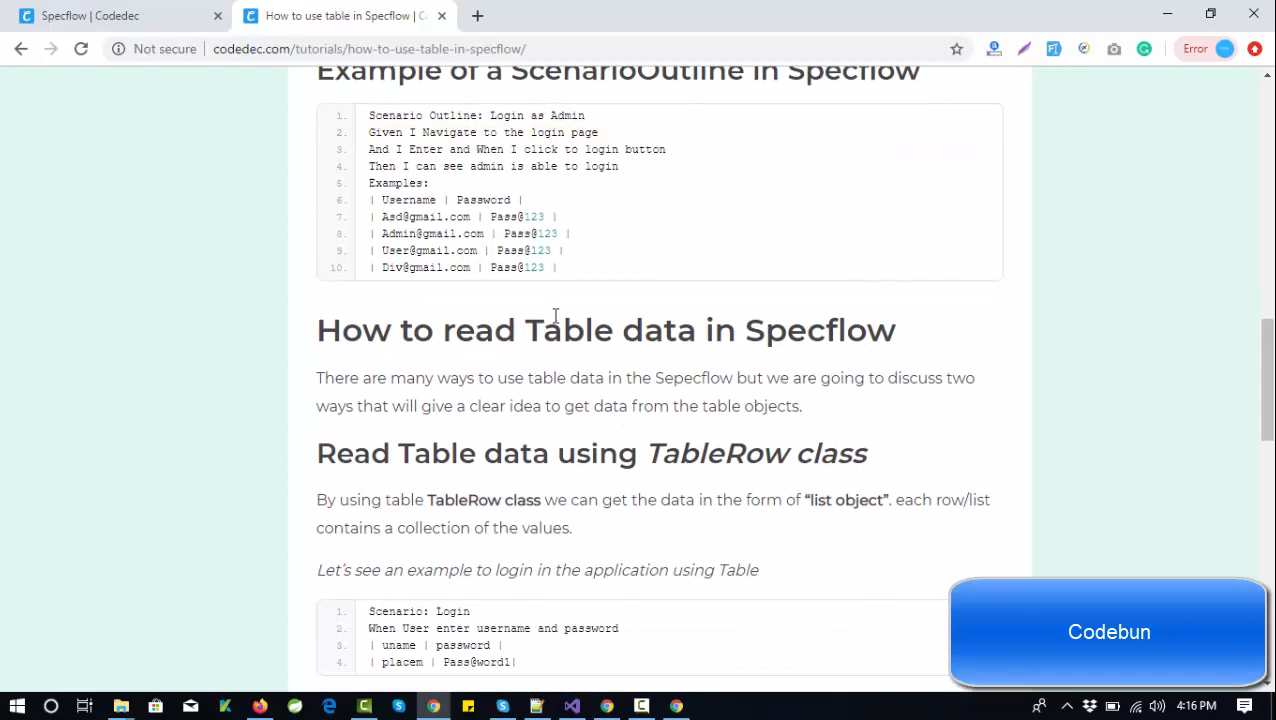 Specflow | Codedec
How to use table in Specflow | Co
Not secure
codedec.com/tutorials/how-to-use-table-in-specflow/
Error
Example of a ScenarioOutline in Specflow
1. Scenario Outline: Login as Admin
2. Given I Navigate to the login page
3. And I Enter and When I click to login button
4. Then I can see admin is able to login
5. Examples:
6. | Username | Password |
7. | Asd@gmail.com | Pass@123 |
8. | Admin@gmail.com | Pass@123 |
9. | User@gmail.com | Pass@123 |
10. | Div@gmail.com | Pass@123 |
How to read Table data in Specflow
There are many ways to use table data in the Sepecflow but we are going to discuss two
ways that will give a clear idea to get data from the table objects.
Read Table data using TableRow class
By using table TableRow class we can get the data in the form of “list object”. each row/list
contains a collection of the values.
Let’s see an example to login in the application using Table
1. Scenario: Login
2. When User enter username and password
3. | uname | password |
4. | placem | Pass@word1|
Codebun
4:16 PM